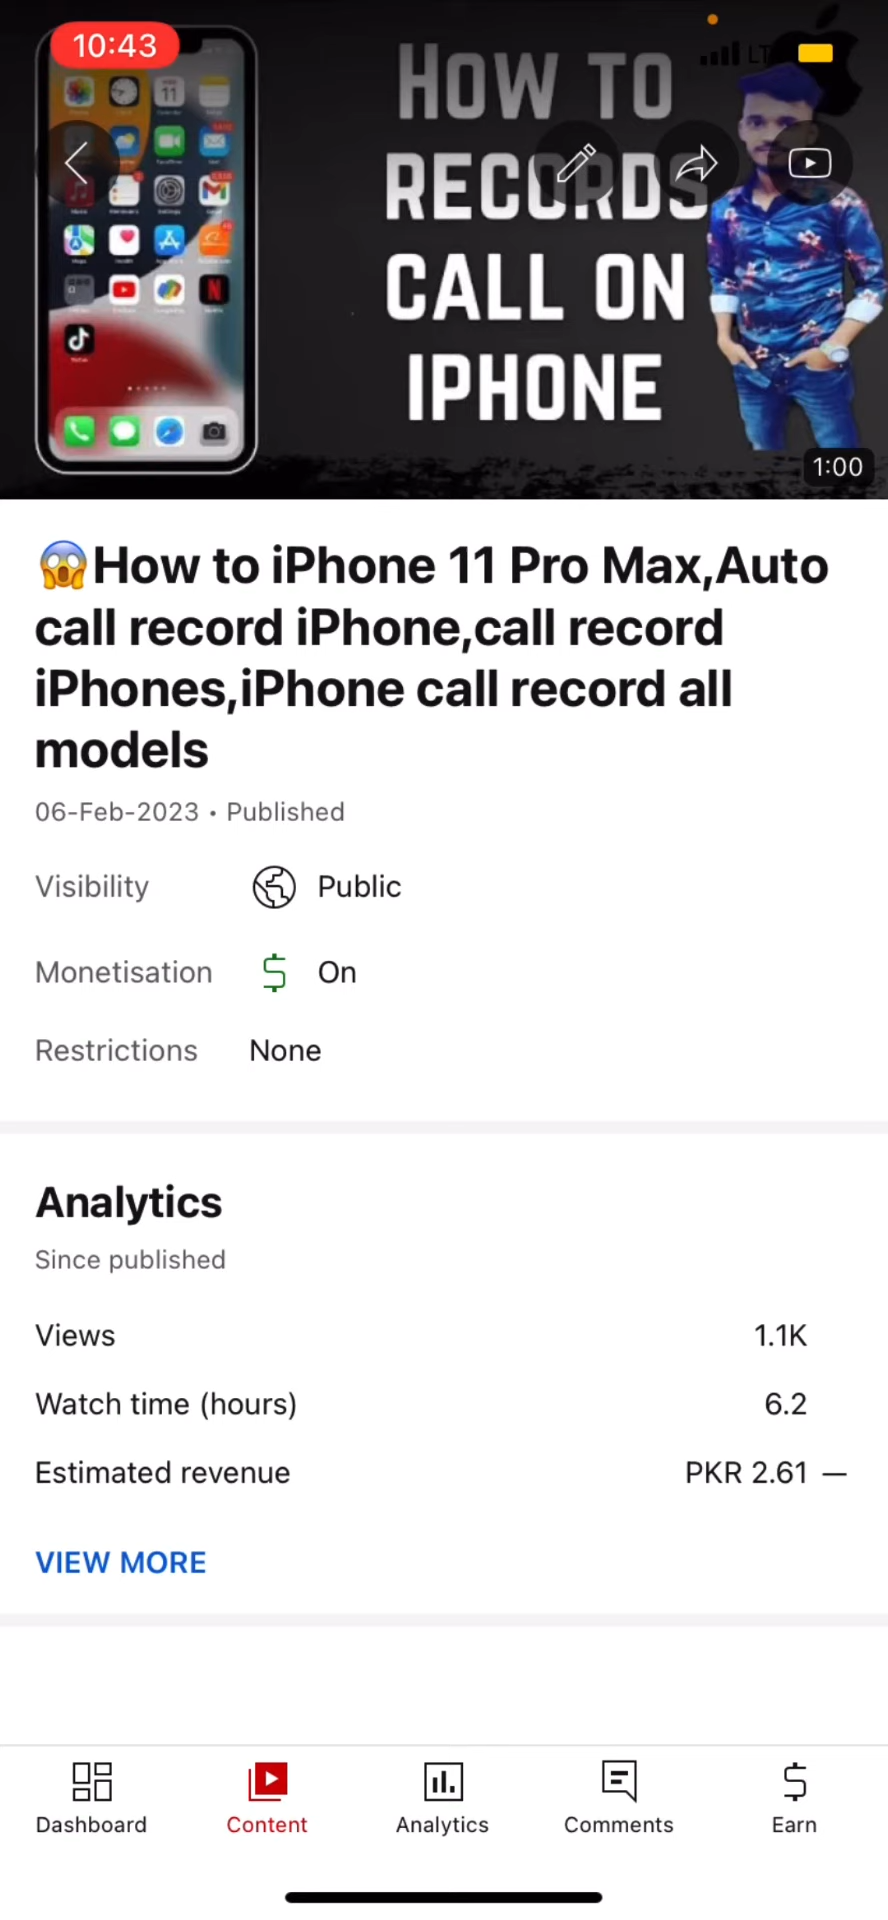 10:43
LT
HOW TO
RECORDS
CALL ON
IPHONE
11
1:00
😱How to iPhone 11 Pro Max,Auto
call record iPhone,call record
iPhones,iPhone call record all
models
06-Feb-2023 • Published
Visibility Public
Monetisation $ On
Restrictions None
Analytics
Since published
Views 1.1K
Watch time (hours) 6.2
Estimated revenue PKR 2.61 —
VIEW MORE
Dashboard Content Analytics Comments Earn